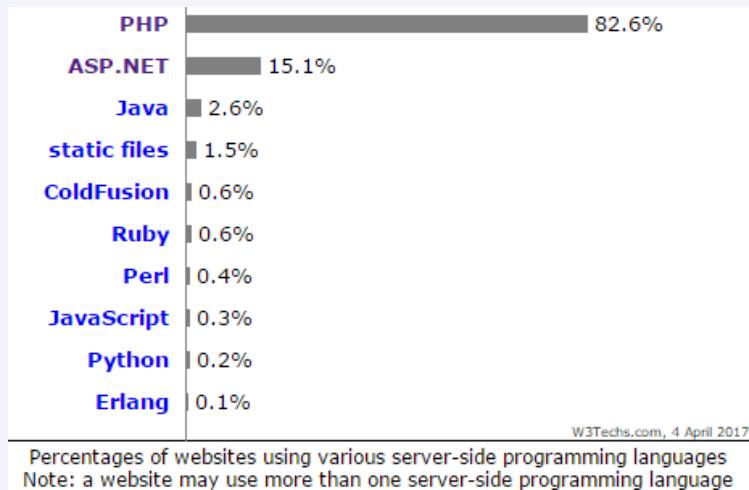 PHP 82.6%
ASP.NET 15.1%
Java 2.6%
static files 1.5%
ColdFusion 0.6%
Ruby 0.6%
Perl 0.4%
JavaScript 0.3%
Python 0.2%
Erlang 0.1%
W3Techs.com, 4 April 2017
Percentages of websites using various server-side programming languages
Note: a website may use more than one server-side programming language